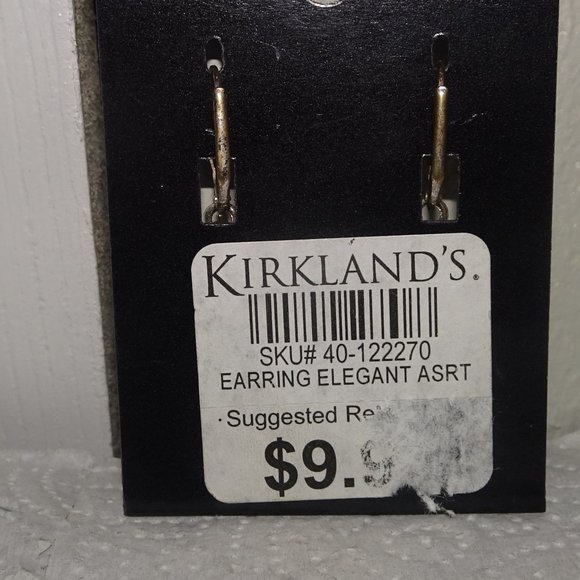 KIRKLAND'S®
SKU# 40-122270
EARRING ELEGANT ASRT
· Suggested
$9.